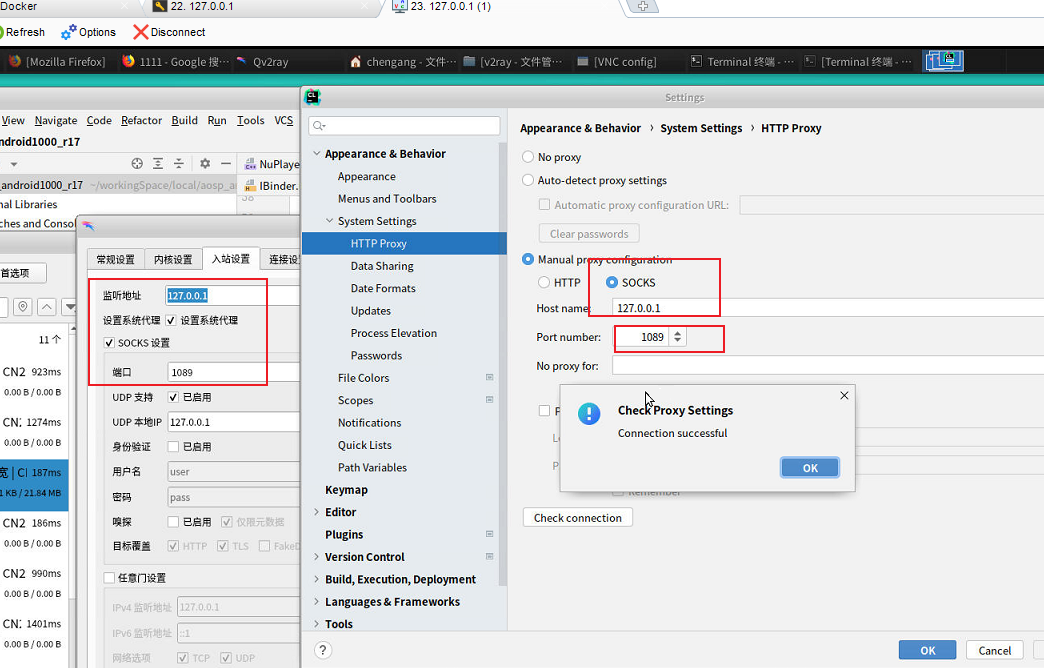 Docker
22. 127.0.0.1
23. 127.0.0.1 (1)
Refresh
Options
Disconnect
[Mozilla Firefox]
1111 - Google 搜···
Qv2ray
chengang - 文件···
[v2ray - 文件管···
[VNC config]
Terminal 终端 - ···
[Terminal 终端 - ···
Settings
View Navigate Code Refactor Build Run Tools VCS
ndroid1000_r17
NuPlaye
_android1000_r17 ~/workingSpace/local/aosp_a
IBinder.
nal Libraries
ches and Consol
常规设置
内核设置
入站设置
连接设
首选项
监听地址
127.0.0.1
设置系统代理
设置系统代理
SOCKS 设置
端口
1089
UDP 支持
已启用
UDP 本地IP
127.0.0.1
身份验证
已启用
用户名
user
密码
pass
嗅探
已启用
仅限元数据
目标覆盖
HTTP
TLS
FakeD
任意门设置
IPv4 监听地址
127.0.0.1
IPv6 监听地址
::1
网络选项
TCP
UDP
11 个
CN2 923ms
0.00 B / 0.00 B
CN: 1274ms
0.00 B / 0.00 B
宽 | CI 187ms
1 KB / 21.84 MB
CN2 186ms
0.00 B / 0.00 B
CN2 990ms
0.00 B / 0.00 B
CN: 1401ms
0.00 B / 0.00 B
Appearance & Behavior
Appearance
Menus and Toolbars
System Settings
HTTP Proxy
Data Sharing
Date Formats
Updates
Process Elevation
Passwords
File Colors
Scopes
Notifications
Quick Lists
Path Variables
Keymap
Editor
Plugins
Version Control
Build, Execution, Deployment
Languages & Frameworks
Tools
?
Appearance & Behavior › System Settings › HTTP Proxy
No proxy
Auto-detect proxy settings
Automatic proxy configuration URL:
Clear passwords
Manual proxy configuration
HTTP
SOCKS
Host name:
127.0.0.1
Port number:
1089
No proxy for:
Check Proxy Settings
Connection successful
OK
Remember
Check connection
OK
Cancel